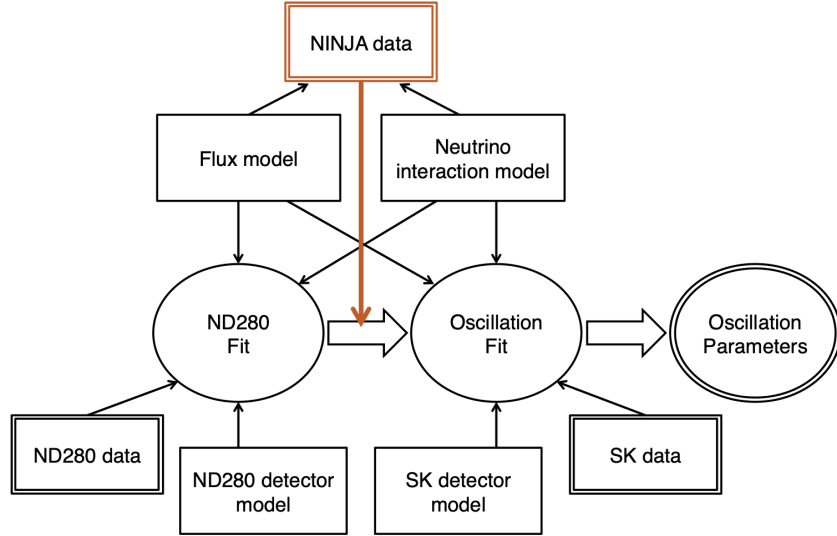 NINJA data
Flux model
Neutrino
interaction model
ND280
Fit
Oscillation
Fit
Oscillation
Parameters
ND280 data
ND280 detector
model
SK detector
model
SK data